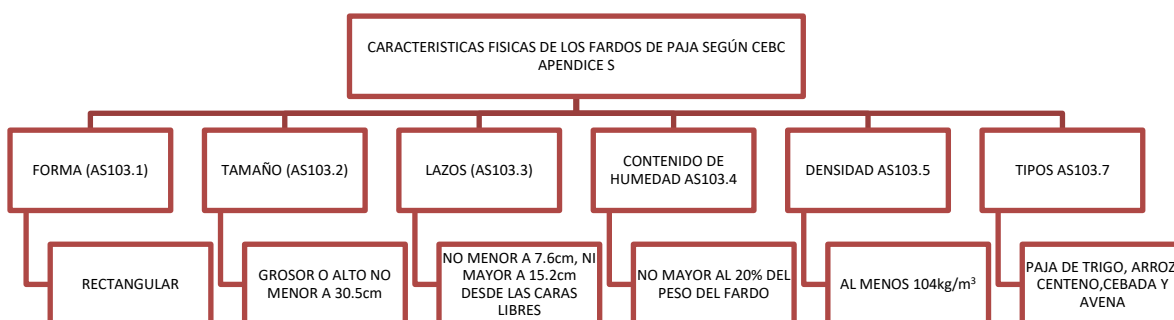 CARACTERISTICAS FISICAS DE LOS FARDOS DE PAJA SEGÚN CEBC
APENDICE S
FORMA (AS103.1)
TAMAÑO (AS103.2)
LAZOS (AS103.3)
CONTENIDO DE
HUMEDAD AS103.4
DENSIDAD AS103.5
TIPOS AS103.7
RECTANGULAR
GROSOR O ALTO NO
MENOR A 30.5cm
NO MENOR A 7.6cm, NI
MAYOR A 15.2cm
DESDE LAS CARAS
LIBRES
NO MAYOR AL 20% DEL
PESO DEL FARDO
AL MENOS 104kg/m³
PAJA DE TRIGO, ARROZ,
CENTENO,CEBADA Y
AVENA